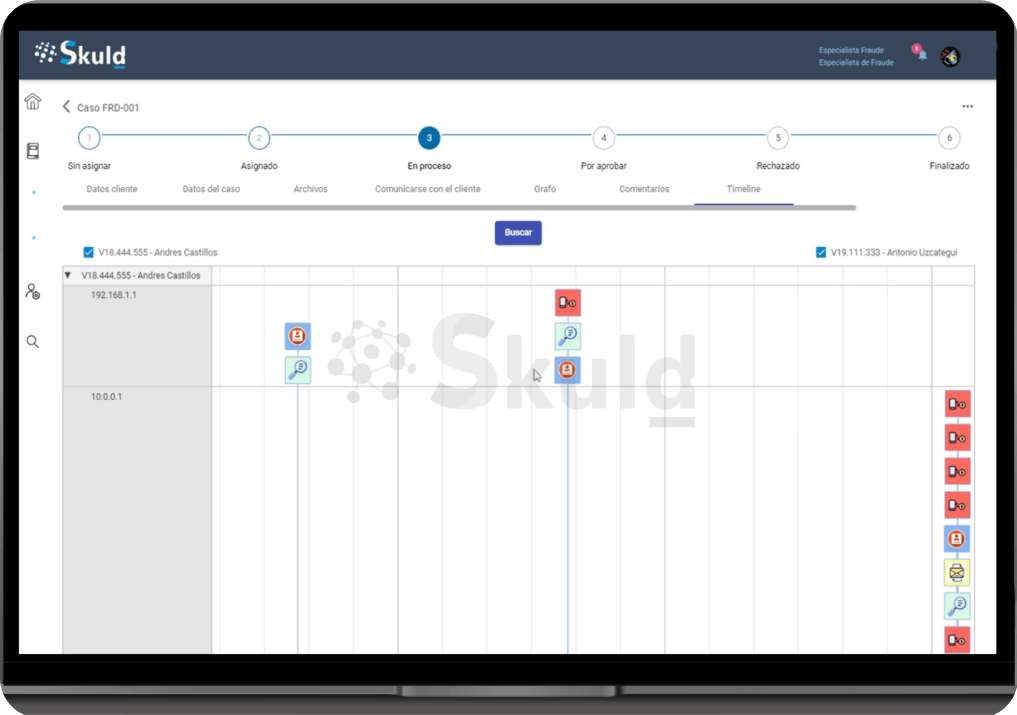 Skuld
Especialista Fraude
Especialista de Fraude
Caso FRD-001
1
2
3
4
5
6
Sin asignar
Asignado
En proceso
Por aprobar
Rechazado
Finalizado
Datos cliente
Datos del caso
Archivos
Comunicarse con el cliente
Grafo
Comentarios
Timeline
Buscar
V18.444.555 - Andres Castillos
V19.111.333 - Antonio Uzcategui
V18.444.555 - Andres Castillos
192.168.1.1
Skuld
10.0.0.1